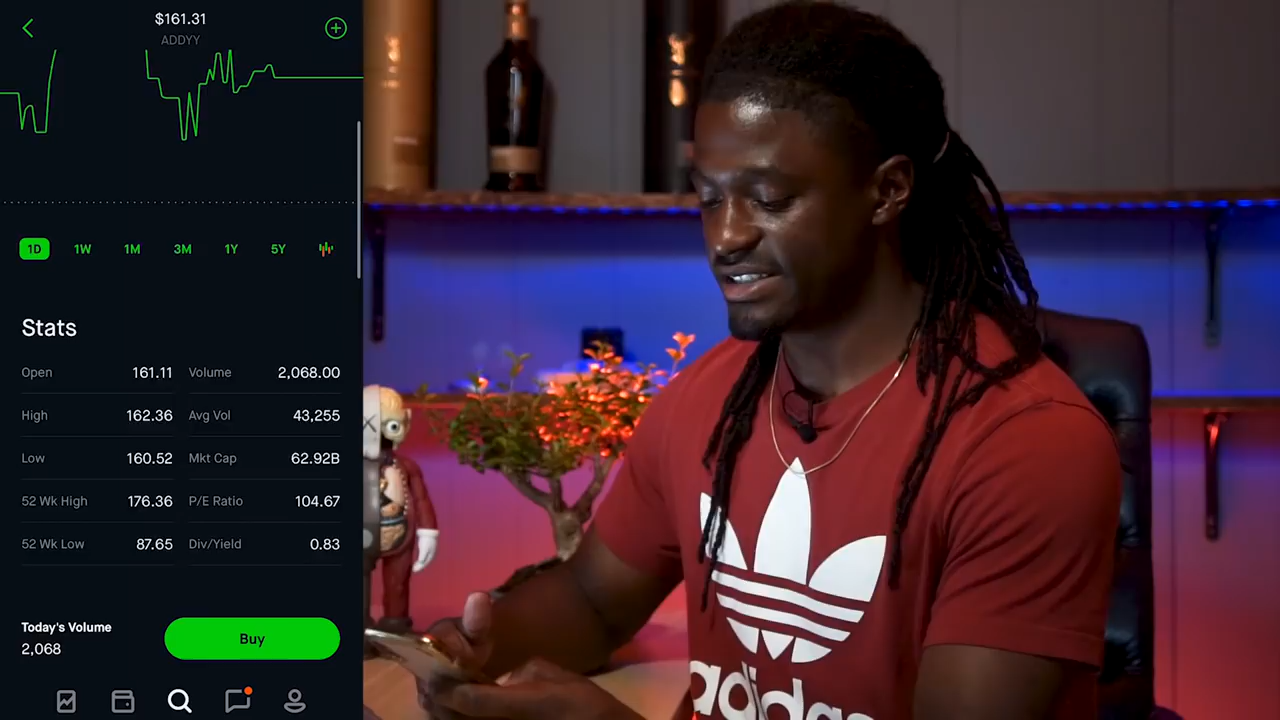 $161.31
ADDYY
1D 1W 1M 3M 1Y 5Y
Stats
Open 161.11 Volume 2,068.00
High 162.36 Avg Vol 43,255
Low 160.52 Mkt Cap 62.92B
52 Wk High 176.36 P/E Ratio 104.67
52 Wk Low 87.65 Div/Yield 0.83
Today's Volume
2,068
Buy
adidas